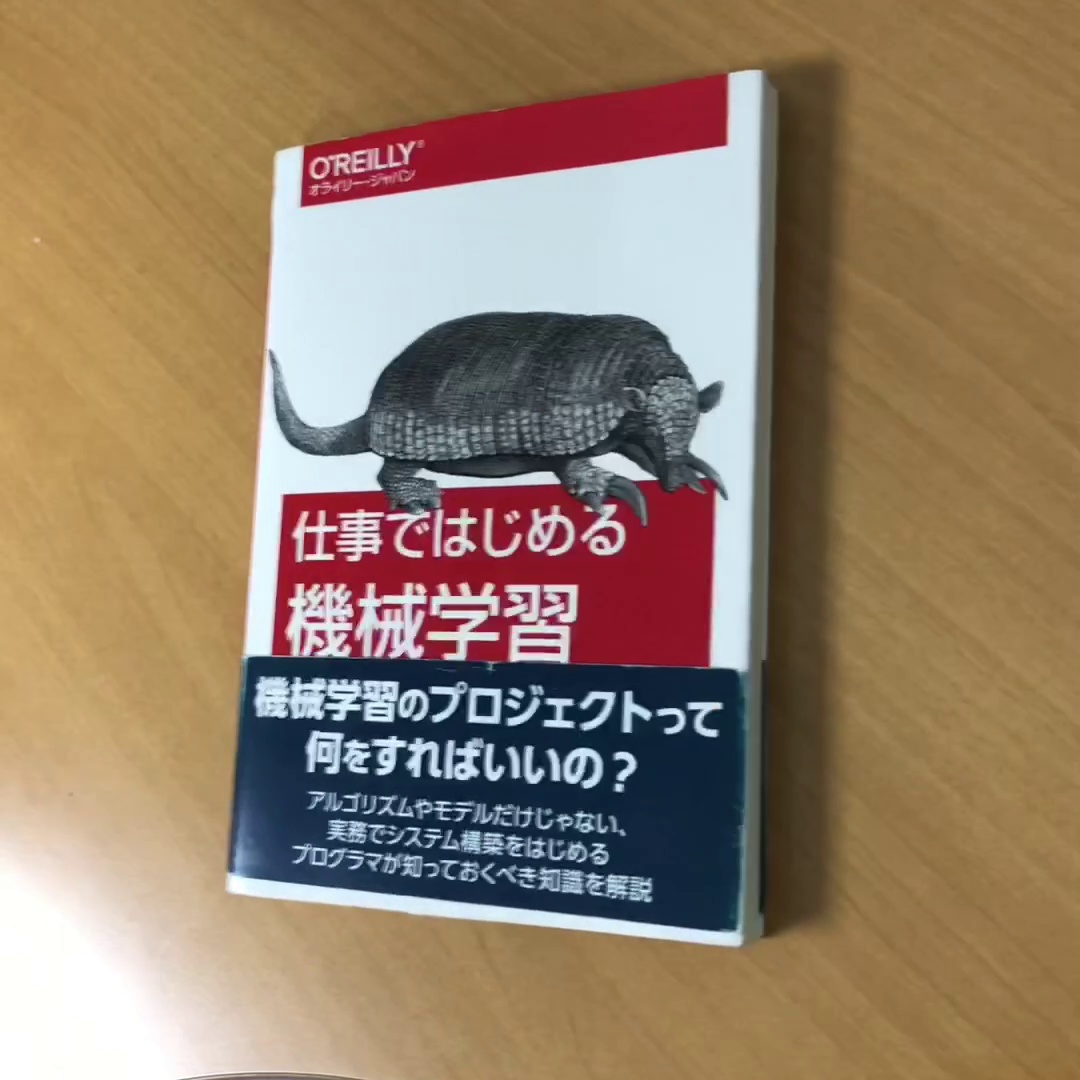 O'REILLY®
オライリー・ジャパン
仕事ではじめる
機械学習
機械学習のプロジェクトって
何をすればいいの？
アルゴリズムやモデルだけじゃない、
実務でシステム構築をはじめる
プログラマが知っておくべき知識を解説